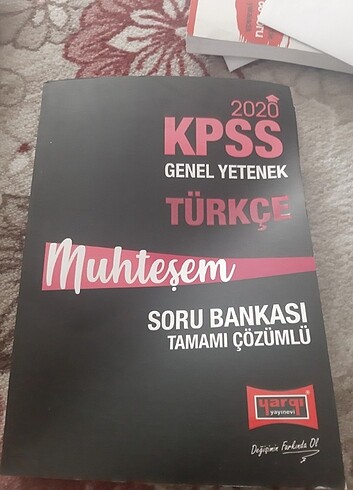 2020
KPSS
GENEL YETENEK
TÜRKÇE
Muhteşem
SORU BANKASI
TAMAMI ÇÖZÜMLÜ
yargı
yayınevi
Değişimin Farkında Ol